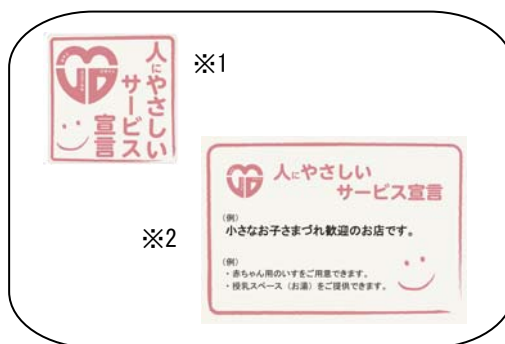 人にやさしい
サービス
宣言
※1
人にやさしい
サービス宣言
※2
(例)
小さなお子さまづれ歓迎のお店です。
(例)
・赤ちゃん用のいすをご用意できます。
・授乳スペース(お湯)をご提供できます。